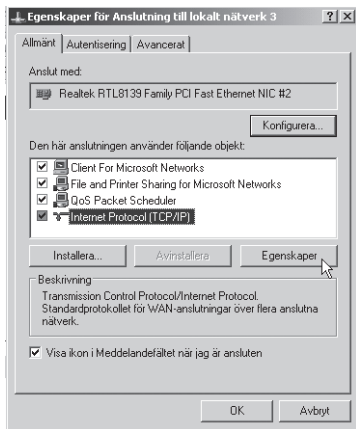 Egenskaper för Anslutning till lokalt nätverk 3
Allmänt Autentisering Avancerat
Anslut med:
Realtek RTL8139 Family PCI Fast Ethernet NIC #2
Konfigurera...
Den här anslutningen använder följande objekt:
Client For Microsoft Networks
File and Printer Sharing for Microsoft Networks
QoS Packet Scheduler
Internet Protocol (TCP/IP)
Installera... Avinstallera Egenskaper
Beskrivning
Transmission Control Protocol/Internet Protocol.
Standardprotokollet för WAN-anslutningar över flera anslutna
nätverk.
Visa ikon i Meddelandefältet när jag är ansluten
OK Avbryt